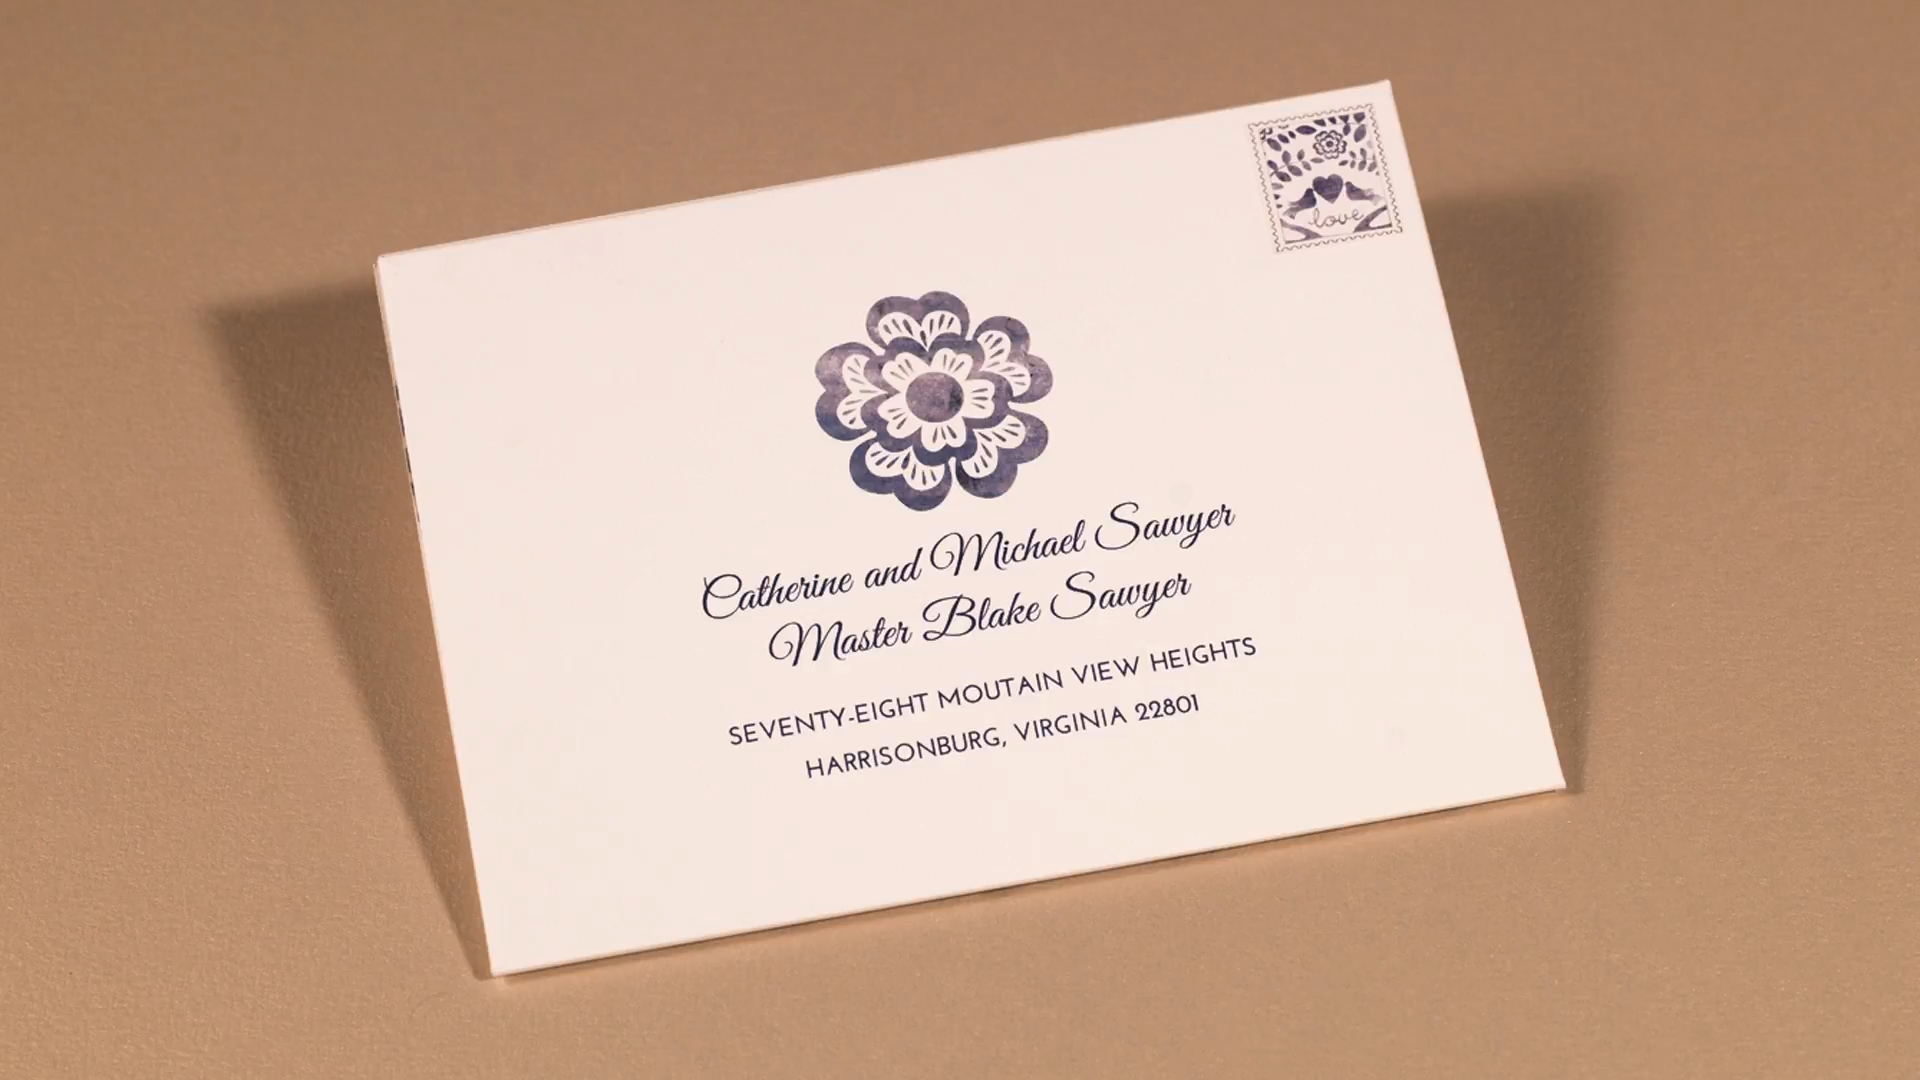 love
Catherine and Michael Sawyer
Master Blake Sawyer
SEVENTY-EIGHT MOUTAIN VIEW HEIGHTS
HARRISONBURG, VIRGINIA 22801